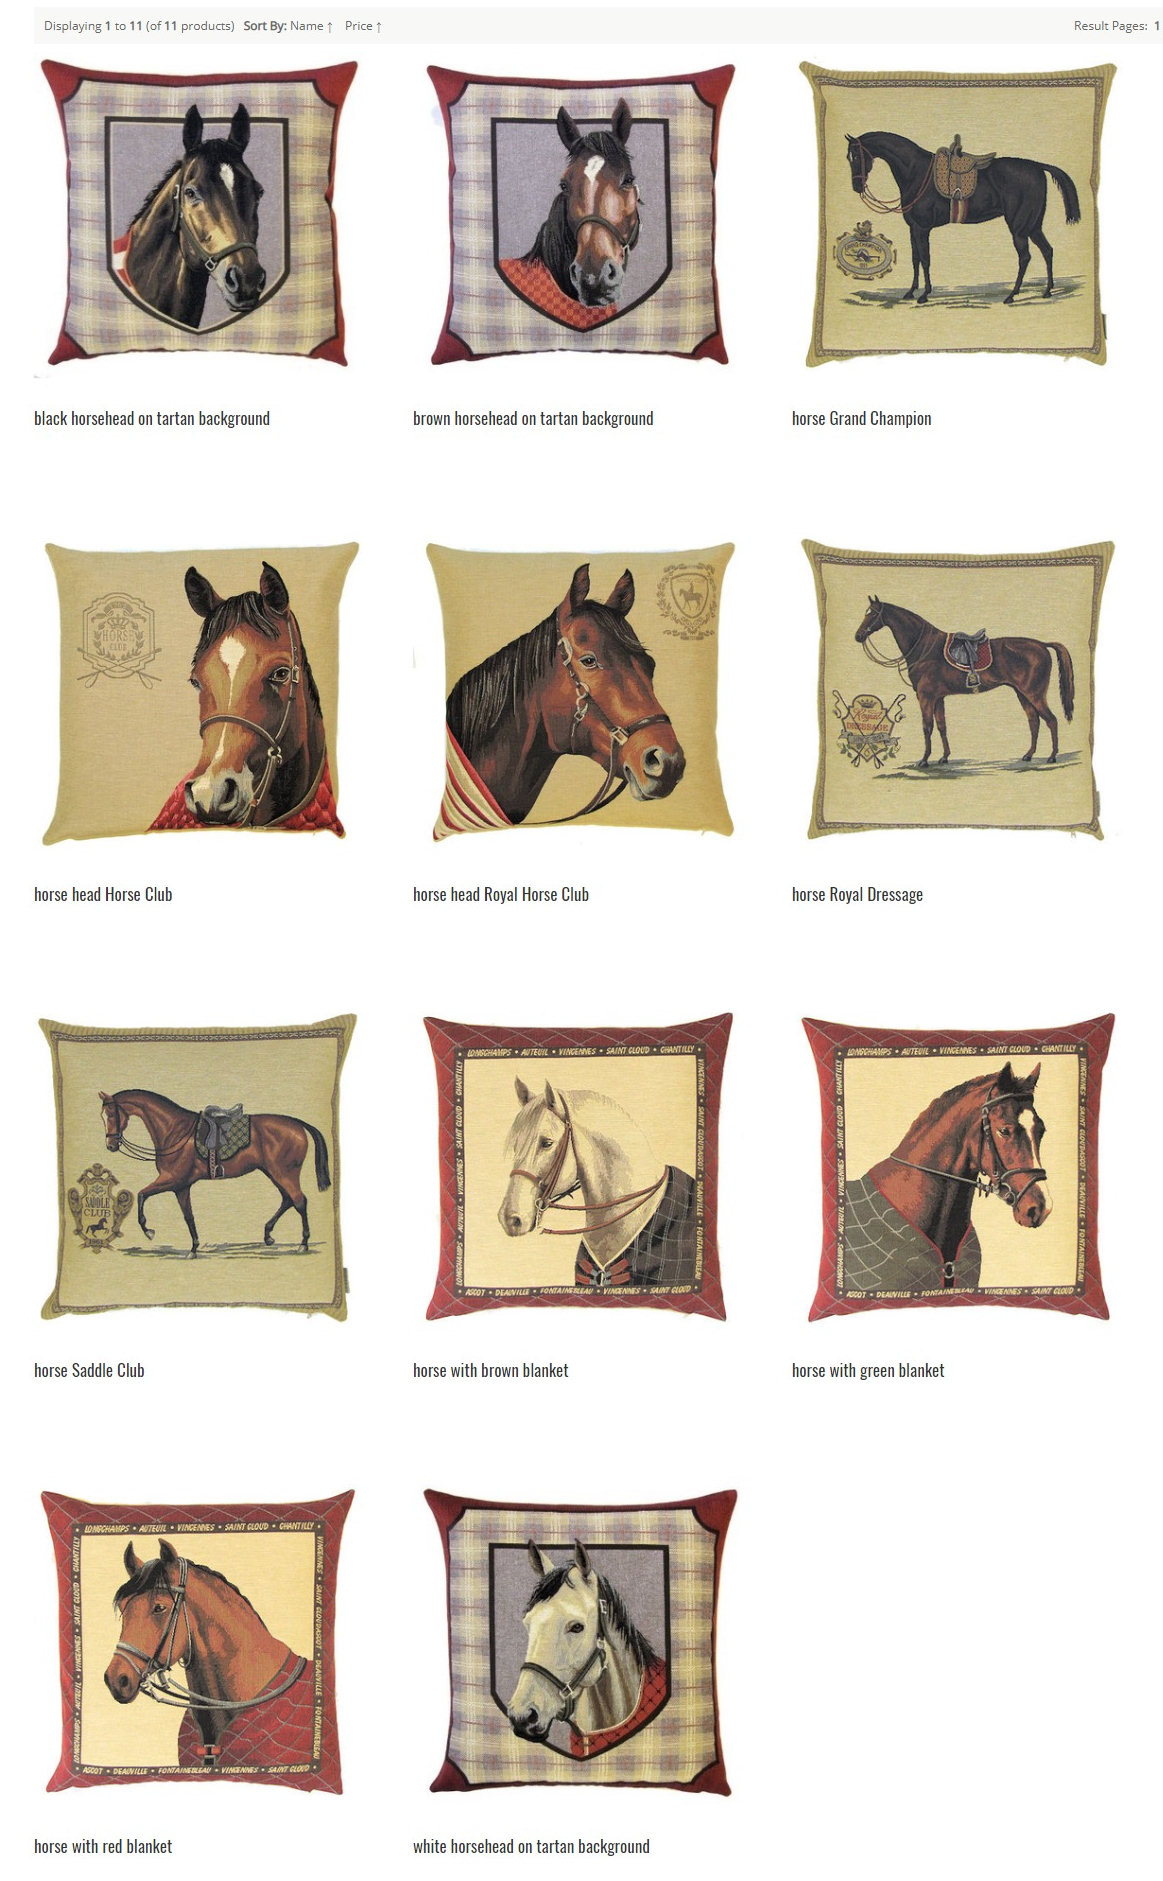 Displaying 1 to 11 (of 11 products) Sort By: Name ↑ Price ↑
Result Pages: 1
black horsehead on tartan background
brown horsehead on tartan background
horse Grand Champion
HORSE
CLUB
Royal
DRESSAGE
horse head Horse Club
horse head Royal Horse Club
horse Royal Dressage
SADDLE
CLUB
LONGCHAMPS • AUTEUIL • VINCENNES • SAINT CLOUD • CHANTILLY
VINCENNES • SAINT CLOUD
ASCOT • DEAUVILLE • FONTAINEBLEAU
LONGCHAMPS • AUTEUIL • VINCENNES • SAINT CLOUD • CHANTILLY
ASCOT • DEAUVILLE • FONTAINEBLEAU • VINCENNES • SAINT CLOUD
LONGCHAMPS • AUTEUIL • VINCENNES • SAINT CLOUD • CHANTILLY
VINCENNES • SAINT CLOUD
ASCOT • DEAUVILLE • FONTAINEBLEAU
LONGCHAMPS • AUTEUIL • VINCENNES • SAINT CLOUD • CHANTILLY
ASCOT • DEAUVILLE • FONTAINEBLEAU • VINCENNES • SAINT CLOUD
horse Saddle Club
horse with brown blanket
horse with green blanket
LONGCHAMPS • AUTEUIL • VINCENNES • SAINT CLOUD • CHANTILLY
VINCENNES • SAINT CLOUD
ASCOT • DEAUVILLE • FONTAINEBLEAU
LONGCHAMPS • AUTEUIL • VINCENNES • SAINT CLOUD • CHANTILLY
ASCOT • DEAUVILLE • FONTAINEBLEAU • VINCENNES • SAINT CLOUD
horse with red blanket
white horsehead on tartan background